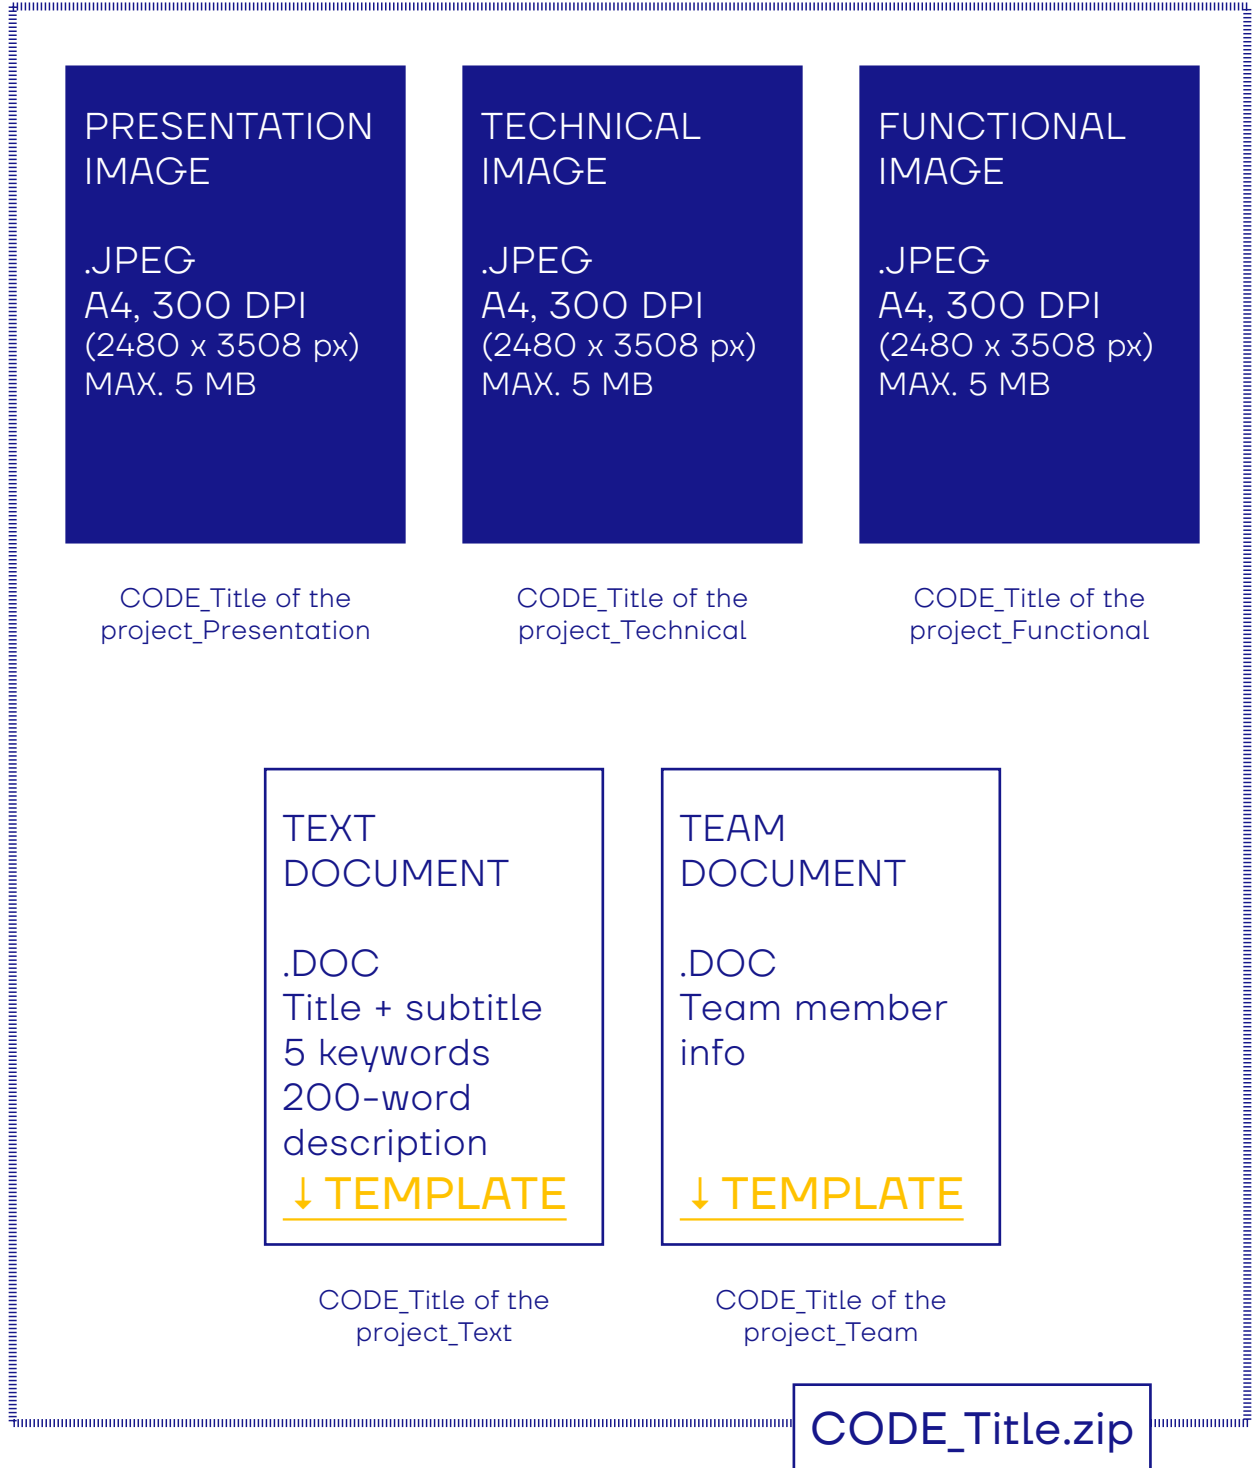 PRESENTATION
IMAGE
.JPEG
A4, 300 DPI
(2480 x 3508 px)
MAX. 5 MB
TECHNICAL
IMAGE
.JPEG
A4, 300 DPI
(2480 x 3508 px)
MAX. 5 MB
FUNCTIONAL
IMAGE
.JPEG
A4, 300 DPI
(2480 x 3508 px)
MAX. 5 MB
CODE_Title of the
project_Presentation
CODE_Title of the
project_Technical
CODE_Title of the
project_Functional
TEXT
DOCUMENT
.DOC
Title + subtitle
5 keywords
200-word
description
↓ TEMPLATE
TEAM
DOCUMENT
.DOC
Team member
info
↓ TEMPLATE
CODE_Title of the
project_Text
CODE_Title of the
project_Team
CODE_Title.zip